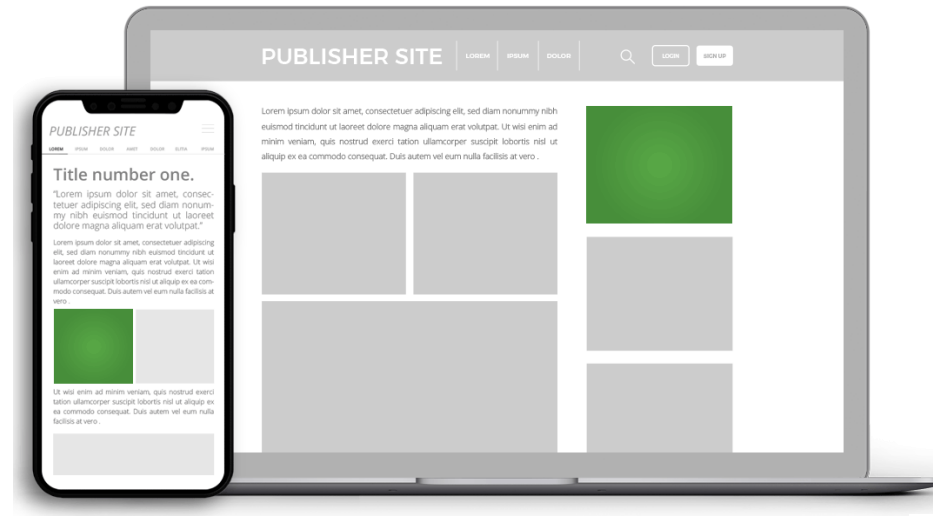 PUBLISHER SITE
LOREM
IPSUM
DOLOR
LOGIN
SIGN UP
Lorem ipsum dolor sit amet, consectetuer adipiscing elit, sed diam nonummy nibh
euismod tincidunt ut laoreet dolore magna aliquam erat volutpat. Ut wisi enim ad
minim veniam, quis nostrud exerci tation ullamcorper suscipit lobortis nisl ut
aliquip ex ea commodo consequat. Duis autem vel eum nulla facilisis at vero .
PUBLISHER SITE
LOREM IPSUM DOLOR AMET DOLOR ELITIA IPSUM
Title number one.
“Lorem ipsum dolor sit amet, consec-
tetuer adipiscing elit, sed diam nonum-
my nibh euismod tincidunt ut laoreet
dolore magna aliquam erat volutpat.”
Lorem ipsum dolor sit amet, consectetuer adipiscing
elit, sed diam nonummy nibh euismod tincidunt ut
laoreet dolore magna aliquam erat volutpat. Ut wisi
enim ad minim veniam, quis nostrud exerci tation
ullamcorper suscipit lobortis nisl ut aliquip ex ea com-
modo consequat. Duis autem vel eum nulla facilisis at
vero .
Ut wisi enim ad minim veniam, quis nostrud exerci
tation ullamcorper suscipit lobortis nisl ut aliquip ex
ea commodo consequat. Duis autem vel eum nulla
facilisis at vero .